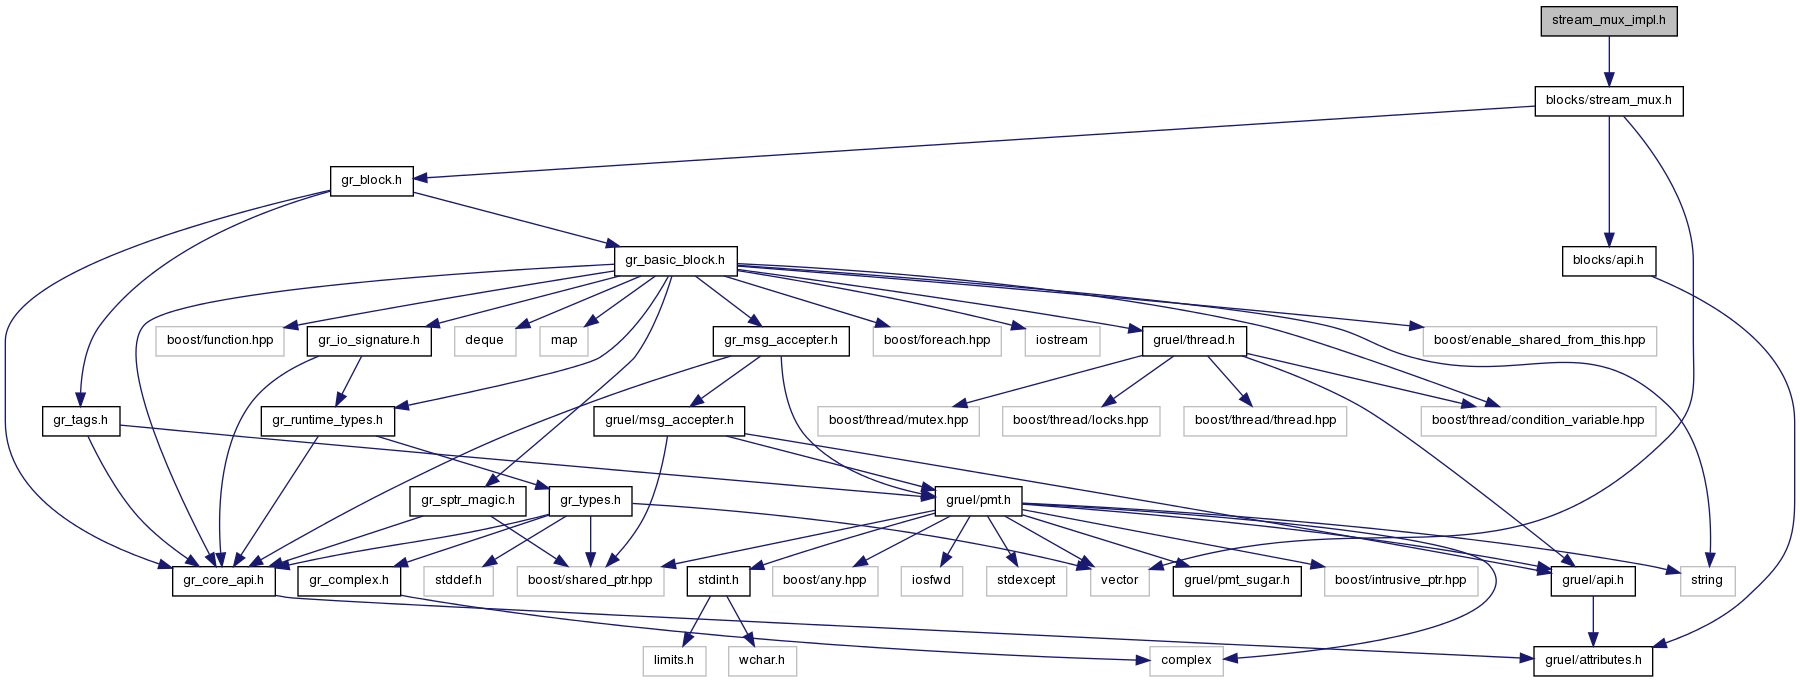 stream_mux_impl.h
blocks/stream_mux.h
gr_block.h
gr_basic_block.h
blocks/api.h
boost/function.hpp
gr_io_signature.h
deque
map
gr_msg_accepter.h
boost/foreach.hpp
iostream
gruel/thread.h
boost/enable_shared_from_this.hpp
gr_tags.h
gr_runtime_types.h
gruel/msg_accepter.h
boost/thread/mutex.hpp
boost/thread/locks.hpp
boost/thread/thread.hpp
boost/thread/condition_variable.hpp
gr_sptr_magic.h
gr_types.h
gruel/pmt.h
gr_core_api.h
gr_complex.h
stddef.h
boost/shared_ptr.hpp
stdint.h
boost/any.hpp
iosfwd
stdexcept
vector
gruel/pmt_sugar.h
boost/intrusive_ptr.hpp
gruel/api.h
string
limits.h
wchar.h
complex
gruel/attributes.h